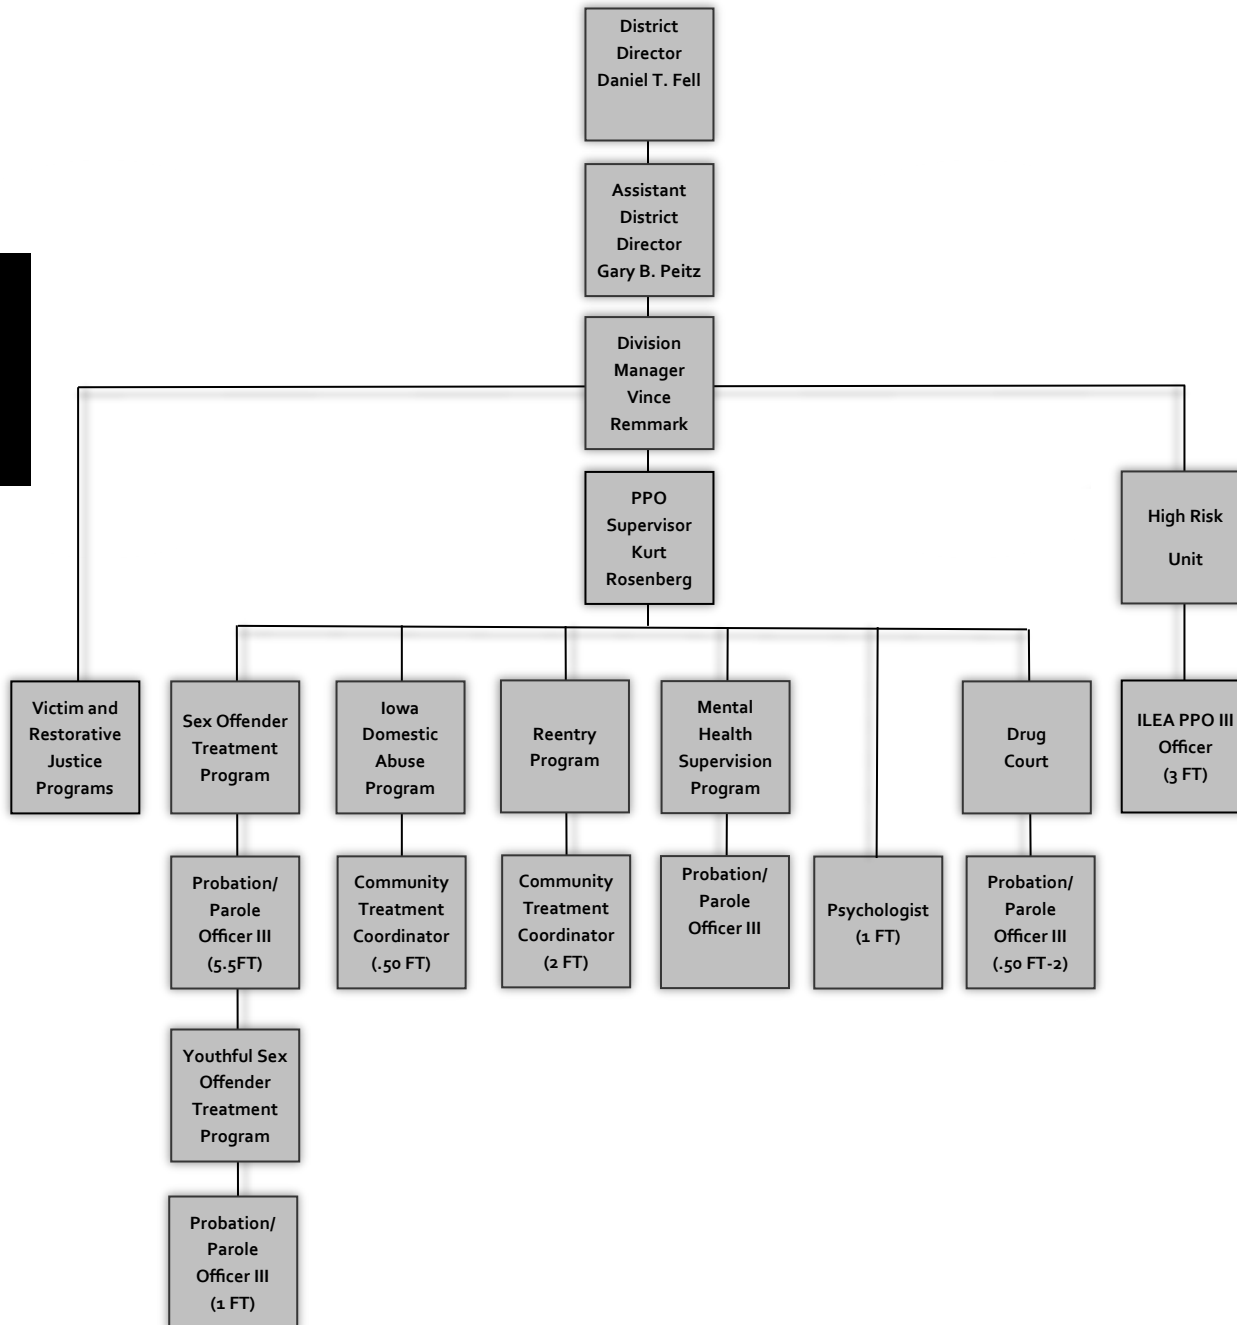 District
Director
Daniel T. Fell
Assistant
District
Director
Gary B. Peitz
Division
Manager
Vince
Remmark
PPO
Supervisor
Kurt
Rosenberg
High Risk
Unit
Victim and
Restorative
Justice
Programs
Sex Offender
Treatment
Program
Iowa
Domestic
Abuse
Program
Reentry
Program
Mental
Health
Supervision
Program
Drug
Court
ILEA PPO III
Officer
(3 FT)
Probation/
Parole
Officer III
(5.5FT)
Community
Treatment
Coordinator
(.50 FT)
Community
Treatment
Coordinator
(2 FT)
Probation/
Parole
Officer III
Psychologist
(1 FT)
Probation/
Parole
Officer III
(.50 FT-2)
Youthful Sex
Offender
Treatment
Program
Probation/
Parole
Officer III
(1 FT)